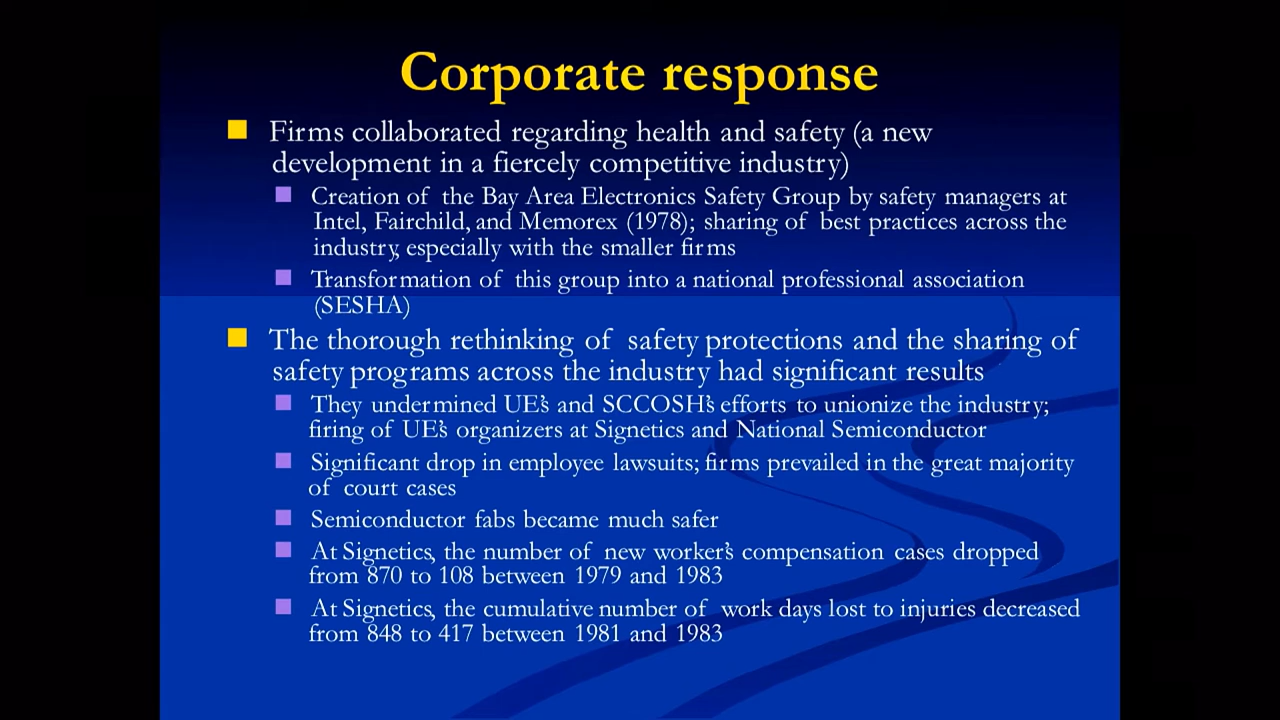 Corporate response
Firms collaborated regarding health and safety (a new
development in a fiercely competitive industry)
Creation of the Bay Area Electronics Safety Group by safety managers at
Intel, Fairchild, and Memorex (1978); sharing of best practices across the
industry, especially with the smaller firms
Transformation of this group into a national professional association
(SESHA)
The thorough rethinking of safety protections and the sharing of
safety programs across the industry had significant results
They undermined UE's and SCCOSH's efforts to unionize the industry;
firing of UE's organizers at Signetics and National Semiconductor
Significant drop in employee lawsuits; firms prevailed in the great majority
of court cases
Semiconductor fabs became much safer
At Signetics, the number of new worker's compensation cases dropped
from 870 to 108 between 1979 and 1983
At Signetics, the cumulative number of work days lost to injuries decreased
from 848 to 417 between 1981 and 1983